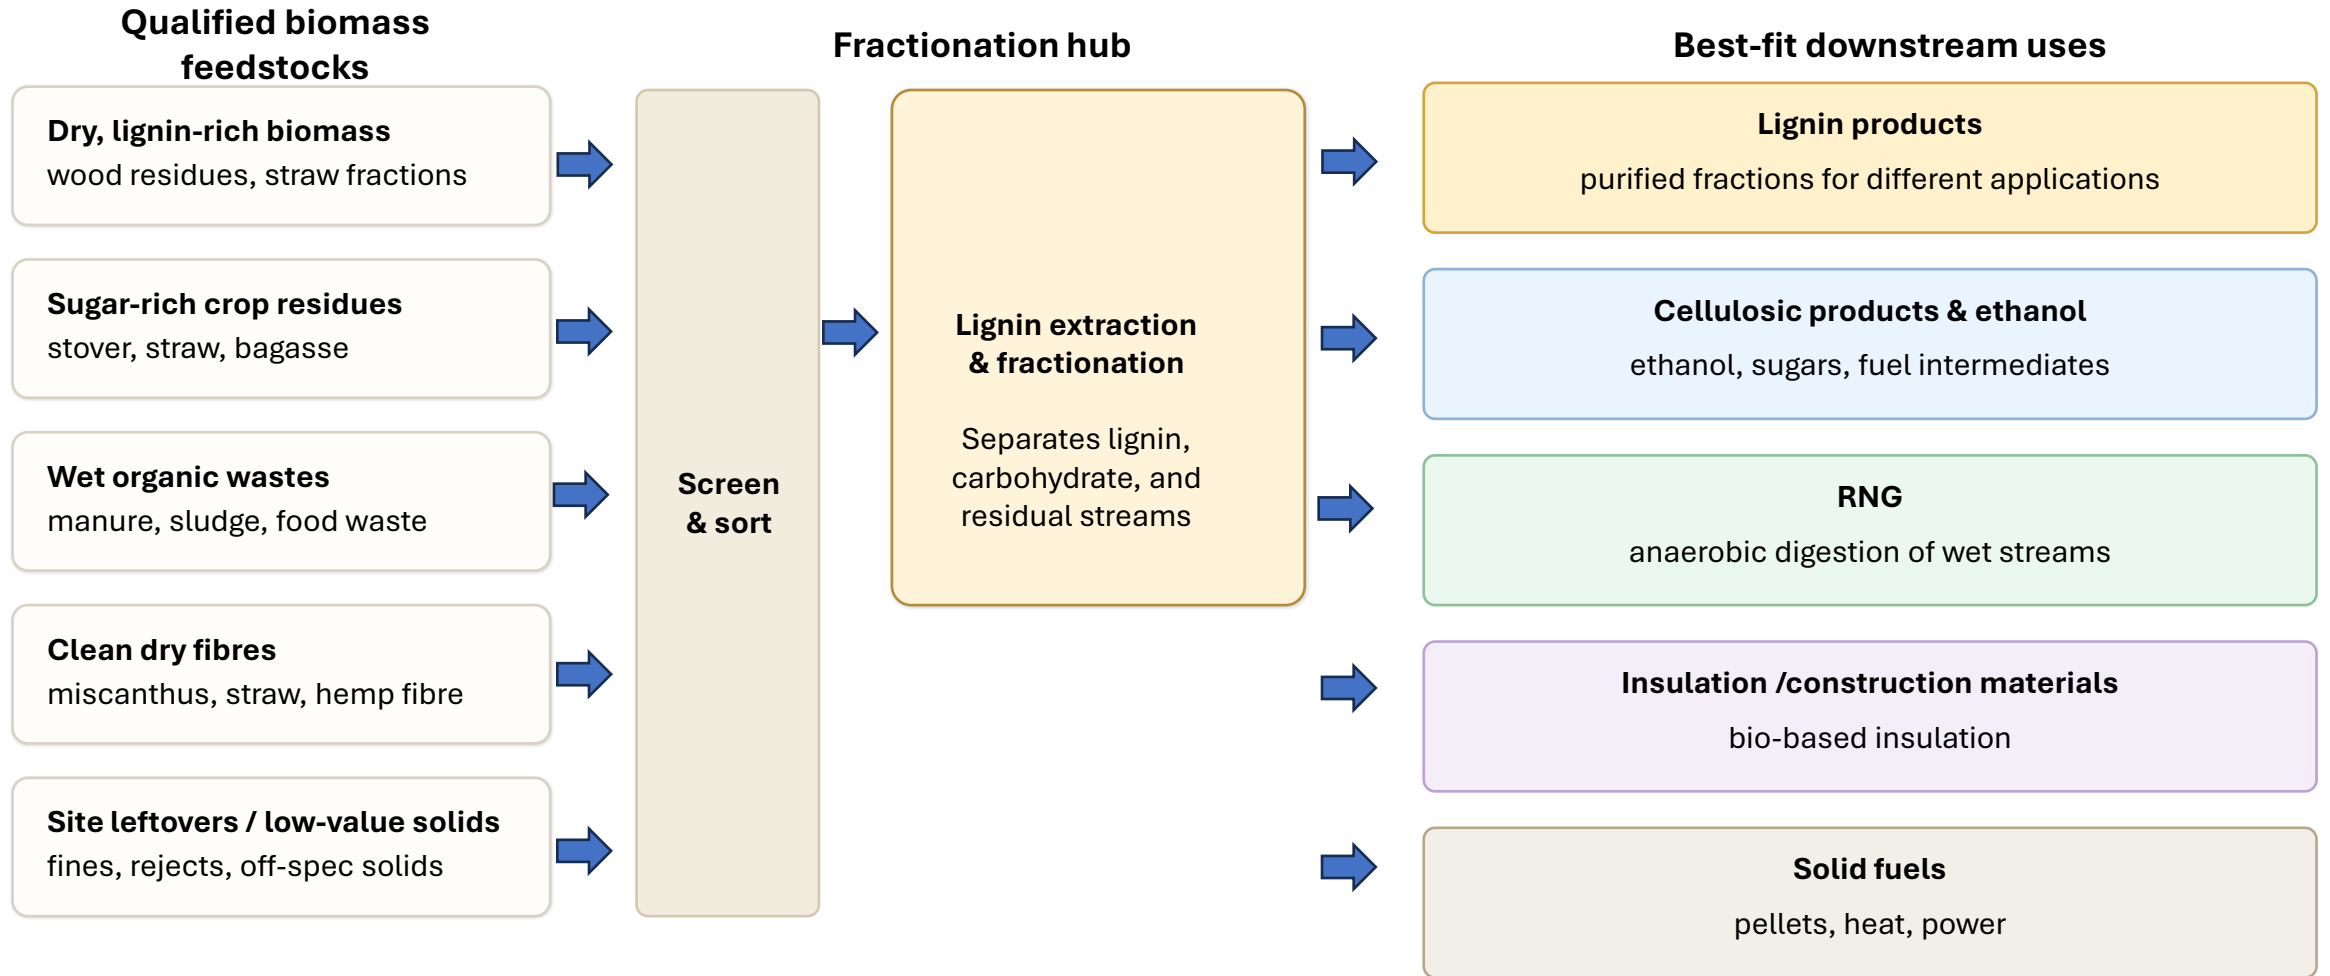 Qualified biomass
feedstocks
Fractionation hub
Best-fit downstream uses
Dry, lignin-rich biomass
wood residues, straw fractions
Sugar-rich crop residues
stover, straw, bagasse
Wet organic wastes
manure, sludge, food waste
Clean dry fibres
miscanthus, straw, hemp fibre
Site leftovers / low-value solids
fines, rejects, off-spec solids
Screen
& sort
Lignin extraction
& fractionation
Separates lignin,
carbohydrate, and
residual streams
Lignin products
purified fractions for different applications
Cellulosic products & ethanol
ethanol, sugars, fuel intermediates
RNG
anaerobic digestion of wet streams
Insulation /construction materials
bio-based insulation
Solid fuels
pellets, heat, power